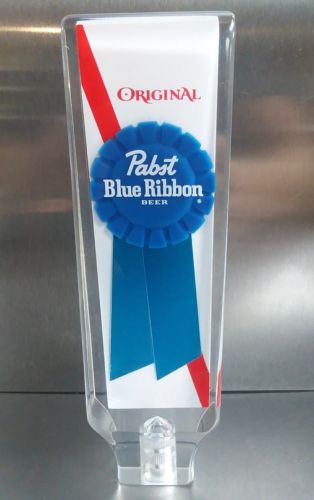 ORIGINAL
Pabst
Blue Ribbon
BEER